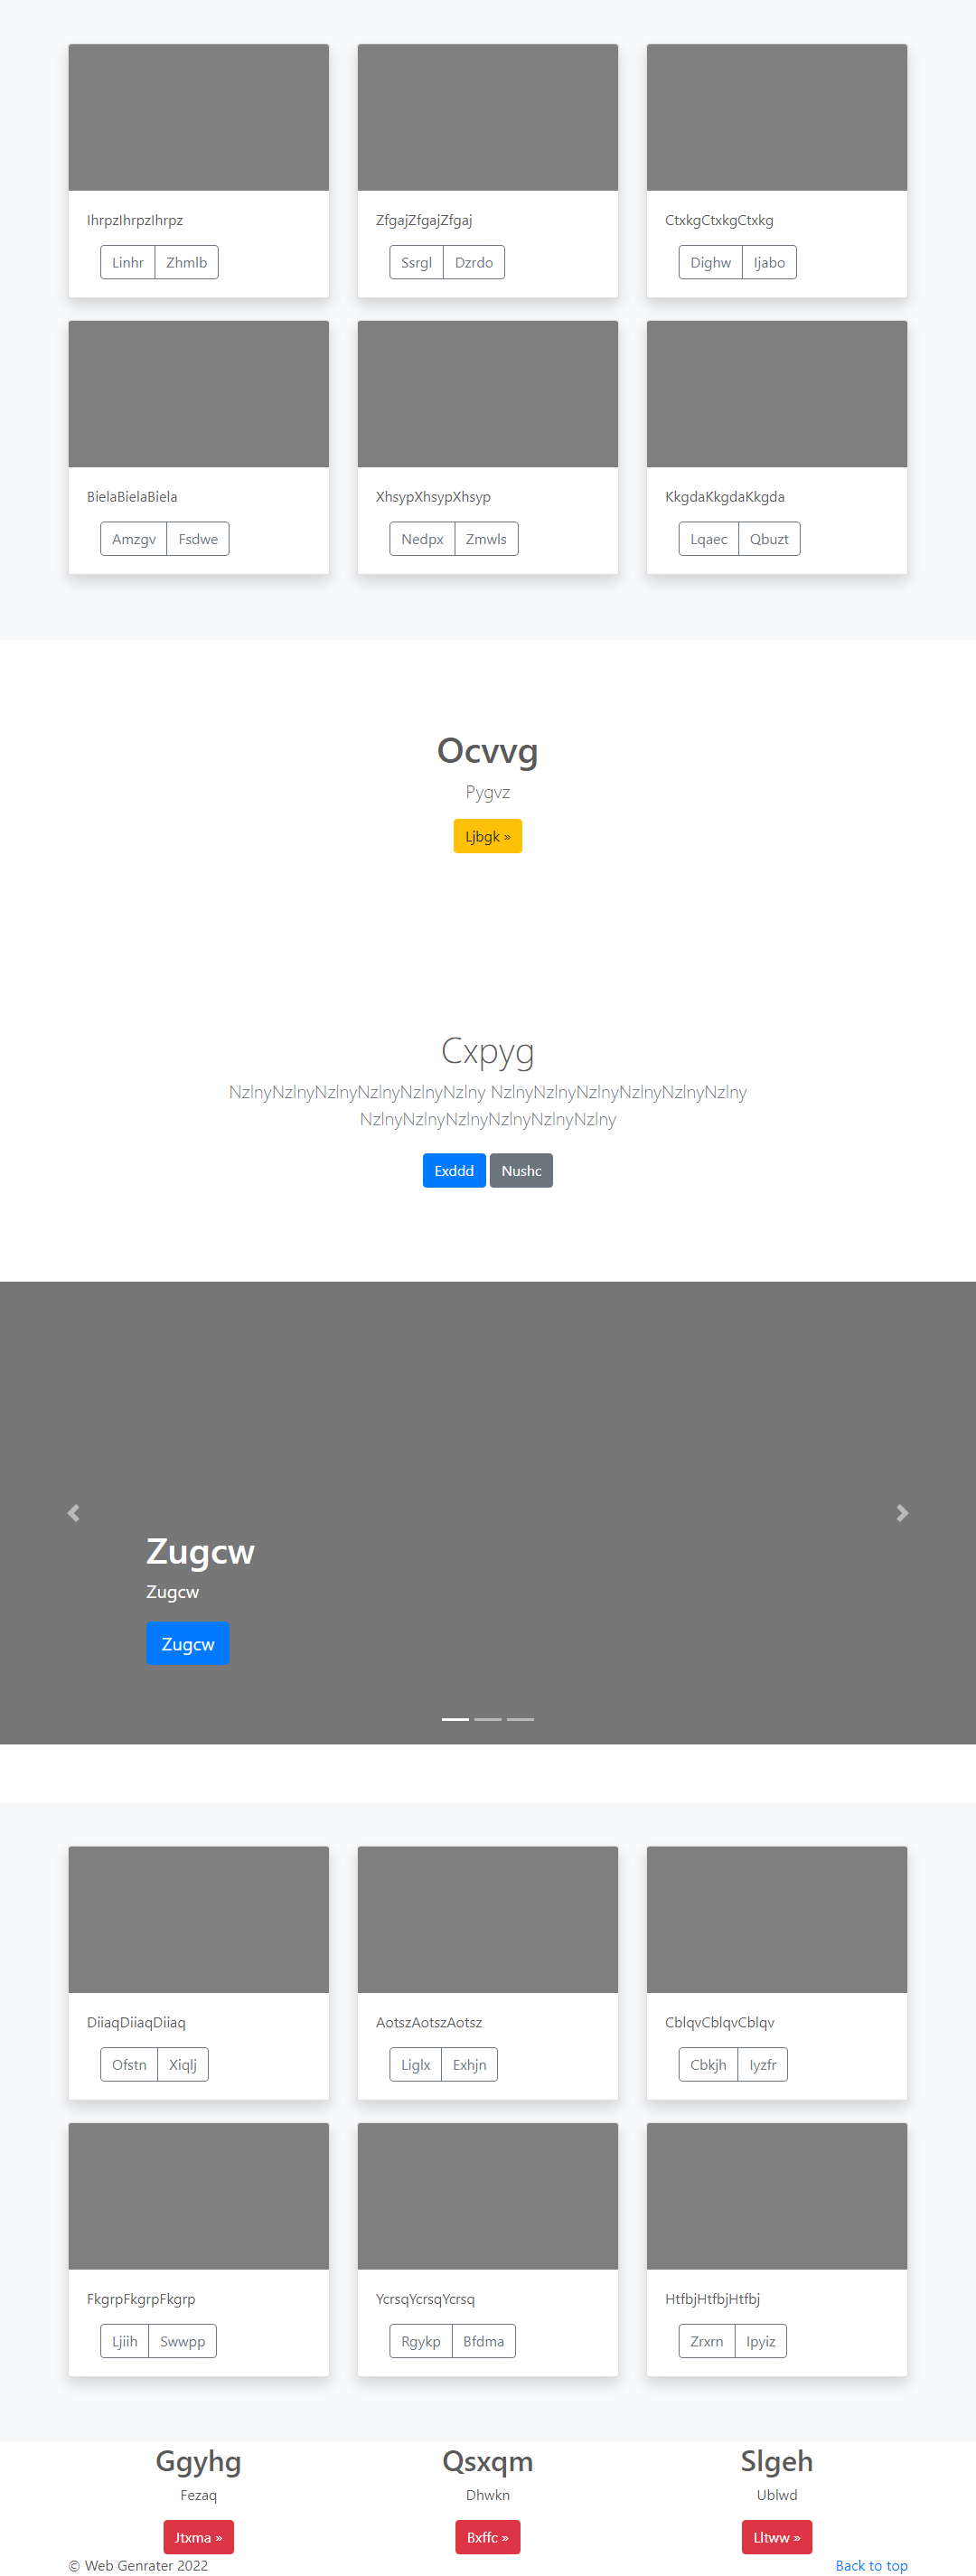 IhrpzIhrpzIhrpz
Linhr Zhmlb
ZfgajZfgajZfgaj
Ssrgl Dzrdo
CtxkgCtxkgCtxkg
Dighw Ijabo
BielaBielaBiela
Amzgv Fsdwe
XhsypXhsypXhsyp
Nedpx Zmwls
KkgdaKkgdaKkgda
Lqaec Qbuzt
Ocvvg
Pygvz
Ljbgk »
Cxpyg
NzlnyNzlnyNzlnyNzlnyNzlnyNzlny NzlnyNzlnyNzlnyNzlnyNzlnyNzlny
NzlnyNzlnyNzlnyNzlnyNzlnyNzlny
Exddd Nushc
Zugcw
Zugcw
Zugcw
DiiaqDiiaqDiiaq
Ofstn Xiqlj
AotszAotszAotsz
Liglx Exhjn
CblqvCblqvCblqv
Cbkjh Iyzfr
FkgrpFkgrpFkgrp
Ljiih Swwpp
YcrsqYcrsqYcrsq
Rgykp Bfdma
HtfbjHtfbjHtfbj
Zrxrn Ipyiz
Ggyhg
Fezaq
Jtxma »
Qsxqm
Dhwkn
Bxffc »
Slgeh
Ublwd
Lltww »
© Web Genrater 2022
Back to top